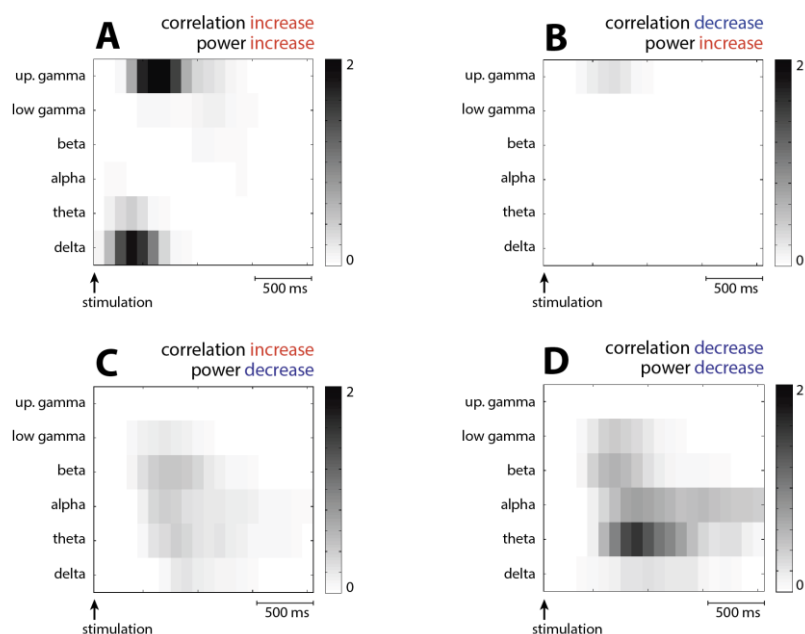 A
correlation increase
power increase
2
up. gamma
low gamma
beta
alpha
theta
delta
0
500 ms
stimulation
B
correlation decrease
power increase
2
up. gamma
low gamma
beta
alpha
theta
delta
0
500 ms
stimulation
C
correlation increase
power decrease
2
up. gamma
low gamma
beta
alpha
theta
delta
0
500 ms
stimulation
D
correlation decrease
power decrease
2
up. gamma
low gamma
beta
alpha
theta
delta
0
500 ms
stimulation